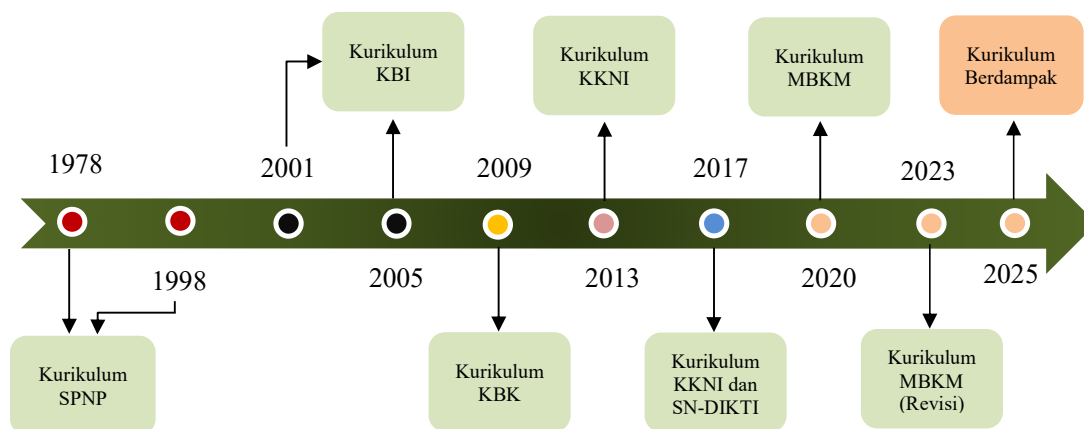 Kurikulum
KBI
Kurikulum
KKNI
Kurikulum
MBKM
Kurikulum
Berdampak
1978
2001
2009
2017
2023
1998
2005
2013
2020
2025
Kurikulum
SPNP
Kurikulum
KBK
Kurikulum
KKNI dan
SN-DIKTI
Kurikulum
MBKM
(Revisi)